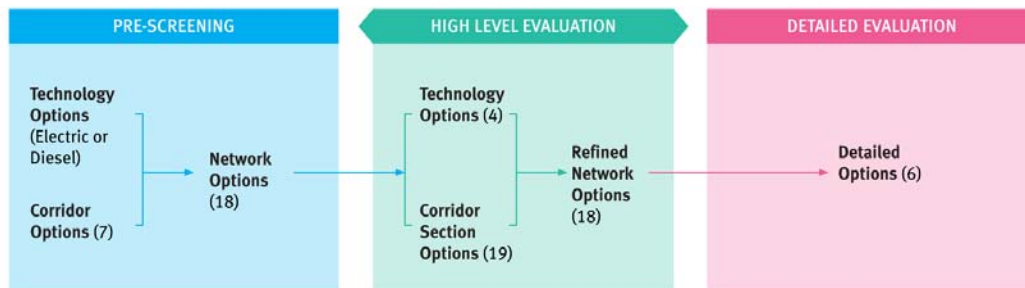 PRE-SCREENING
Technology
Options
(Electric or
Diesel)
Corridor
Options (7)
Network
Options
(18)
HIGH LEVEL EVALUATION
Technology
Options (4)
Corridor
Section
Options (19)
Refined
Network
Options
(18)
DETAILED EVALUATION
Detailed
Options (6)